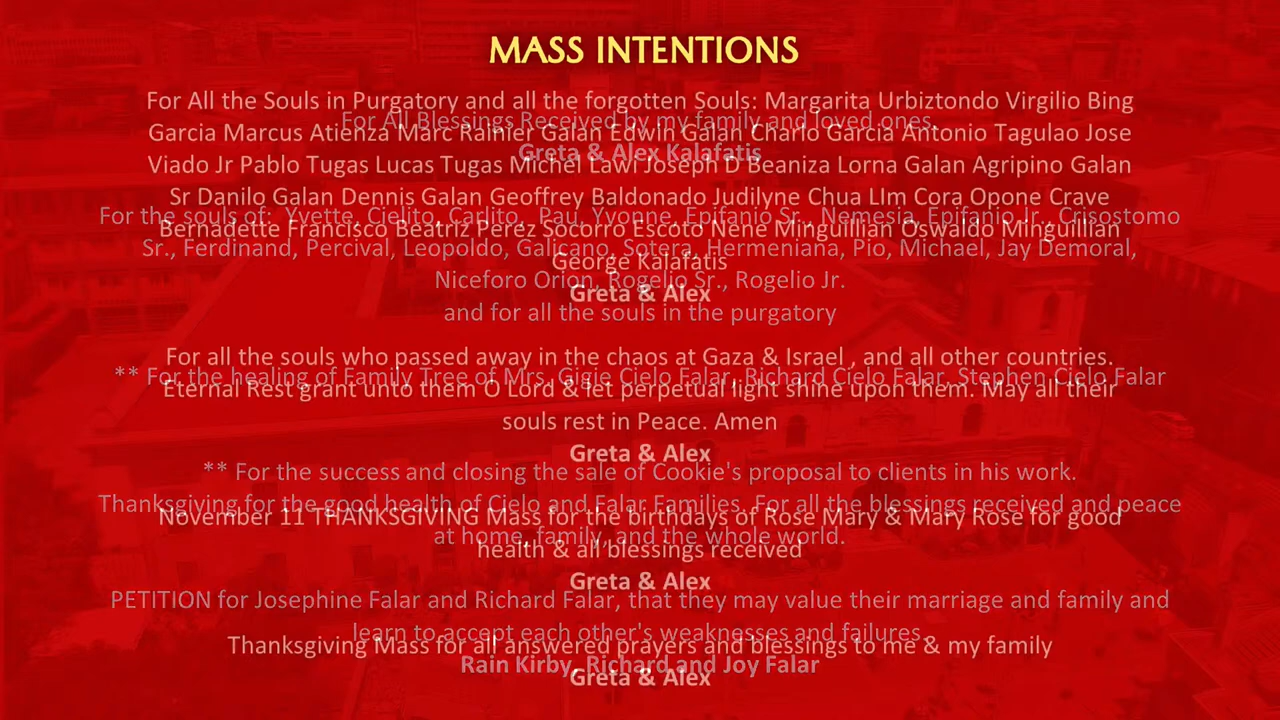 MASS INTENTIONS
For All the Souls in Purgatory and all the forgotten Souls: Margarita Urbiztondo Virgilio Bing
For All Blessings Received by my family and loved ones.
Garcia Marcus Atienza Marc Rainier Galan Edwin Galan Charlo Garcia Antonio Tagulao Jose
Greta & Alex Kalafatis
Viado Jr Pablo Tugas Lucas Tugas Michel Lawi Joseph D Beaniza Lorna Galan Agripino Galan
Sr Danilo Galan Dennis Galan Geoffrey Baldonado Judilyne Chua LIm Cora Opone Crave
For the souls of: Yvette, Cielito, Carlito, Pau, Yvonne, Epifanio Sr., Nemesia, Epifanio Jr., Crisostomo
Bernadette Francisco Beatriz Perez Socorro Escoto Nene Minguillian Oswaldo Minguillian
Sr., Ferdinand, Percival, Leopoldo, Galicano, Sotera, Hermeniana, Pio, Michael, Jay Demoral,
George Kalafatis
Niceforo Orion, Rogelio Sr., Rogelio Jr.
Greta & Alex
and for all the souls in the purgatory
For all the souls who passed away in the chaos at Gaza & Israel , and all other countries.
** For the healing of Family Tree of Mrs. Gigie Cielo Falar, Richard Cielo Falar, Stephen Cielo Falar
Eternal Rest grant unto them O Lord & let perpetual light shine upon them. May all their
souls rest in Peace. Amen
Greta & Alex
** For the success and closing the sale of Cookie's proposal to clients in his work.
Thanksgiving for the good health of Cielo and Falar Families. For all the blessings received and peace
November 11 THANKSGIVING Mass for the birthdays of Rose Mary & Mary Rose for good
at home, family, and the whole world.
health & all blessings received
Greta & Alex
PETITION for Josephine Falar and Richard Falar, that they may value their marriage and family and
learn to accept each other's weaknesses and failures.
Thanksgiving Mass for all answered prayers and blessings to me & my family
Rain Kirby, Richard and Joy Falar
Greta & Alex